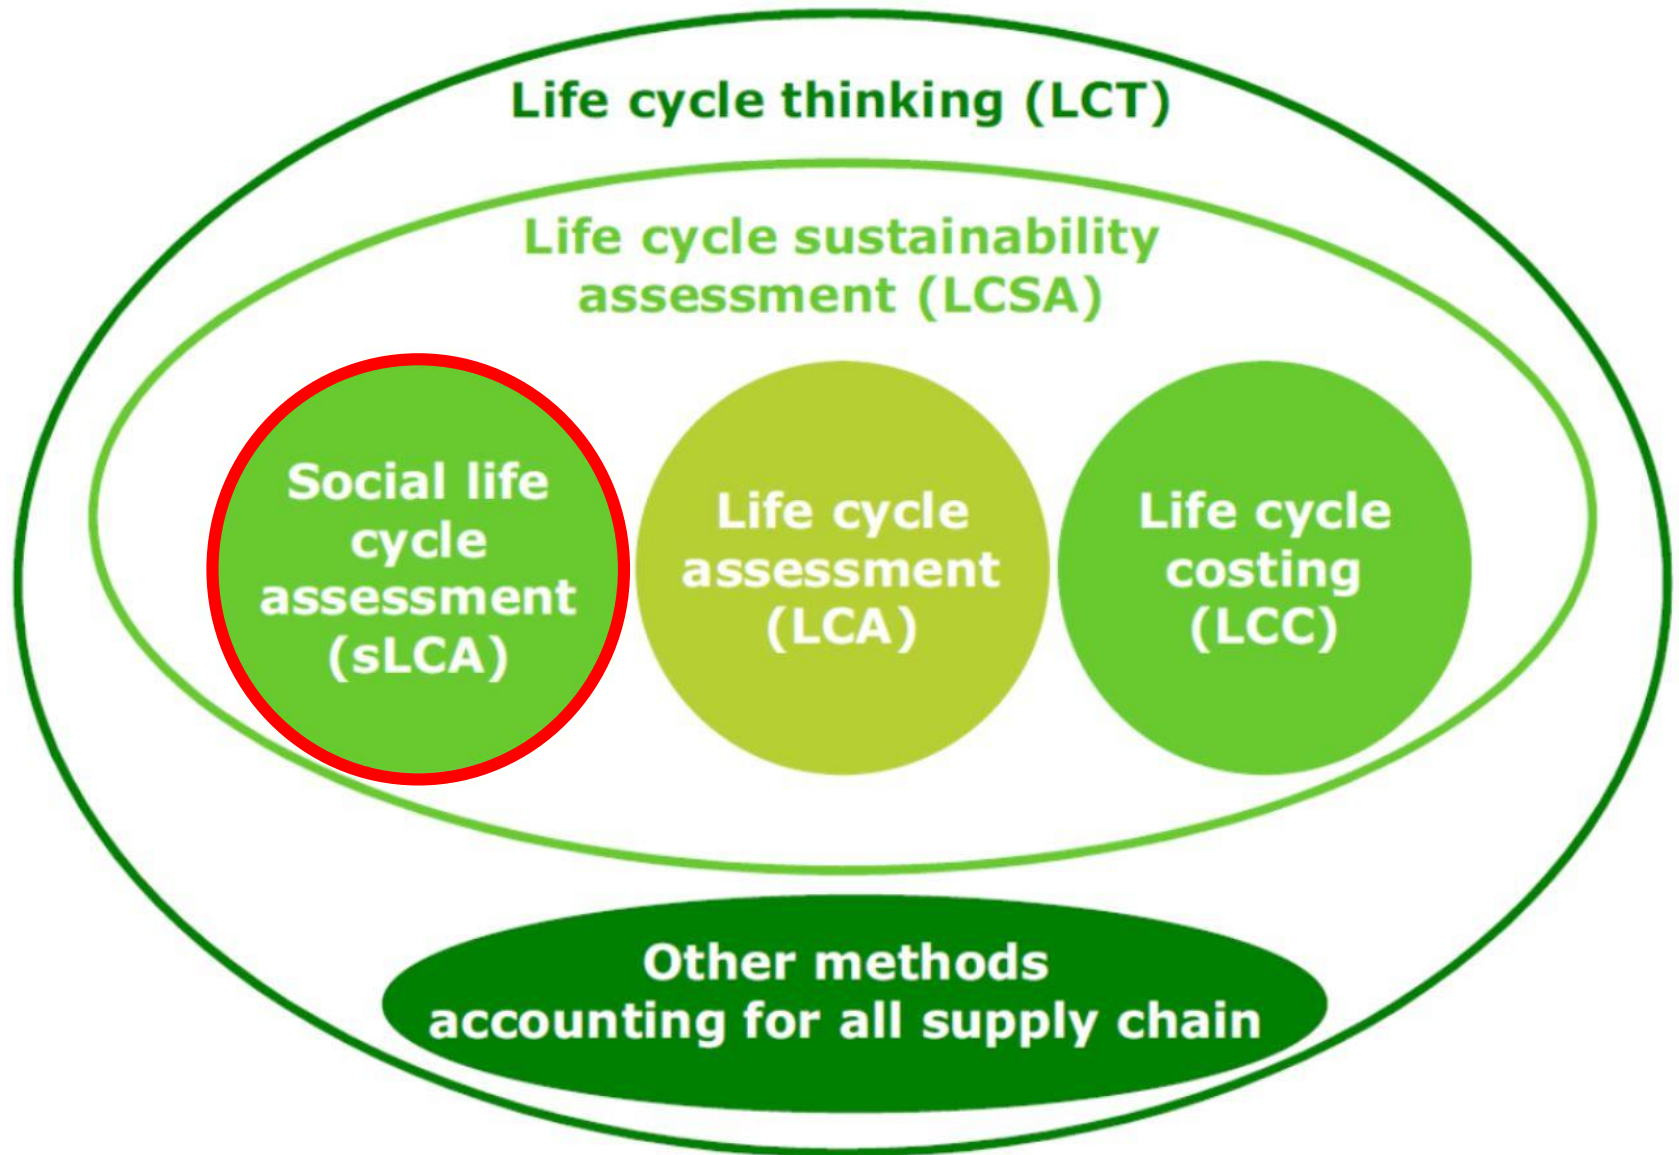 Life cycle thinking (LCT)
Life cycle sustainability
assessment (LCSA)
Social life
cycle
assessment
(sLCA)
Life cycle
assessment
(LCA)
Life cycle
costing
(LCC)
Other methods
accounting for all supply chain